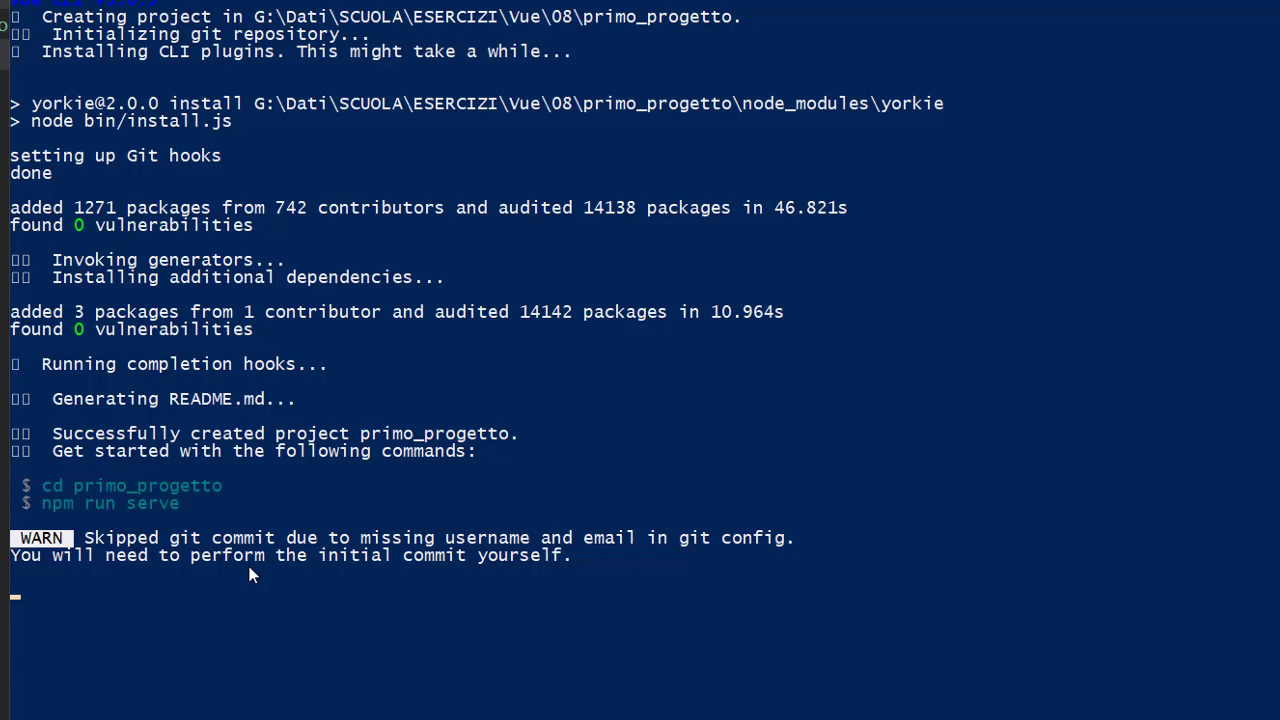 Creating project in G:\Dati\SCUOLA\ESERCIZI\Vue\08\primo_progetto.
Initializing git repository...
Installing CLI plugins. This might take a while...
> yorkie@2.0.0 install G:\Dati\SCUOLA\ESERCIZI\Vue\08\primo_progetto\node_modules\yorkie
> node bin/install.js
setting up Git hooks
done
added 1271 packages from 742 contributors and audited 14138 packages in 46.821s
found 0 vulnerabilities
Invoking generators...
Installing additional dependencies...
added 3 packages from 1 contributor and audited 14142 packages in 10.964s
found 0 vulnerabilities
Running completion hooks...
Generating README.md...
Successfully created project primo_progetto.
Get started with the following commands:
$ cd primo_progetto
$ npm run serve
WARN Skipped git commit due to missing username and email in git config.
You will need to perform the initial commit yourself.